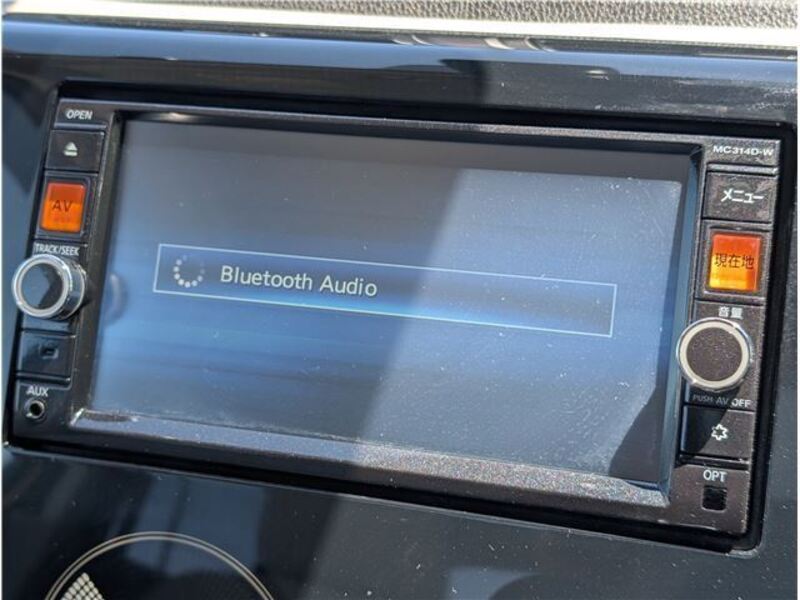 OPEN
MC314D-W
AV
メニュー
TRACK/SEEK
現在地
Bluetooth Audio
音量
AUX
PUSH AV OFF
OPT